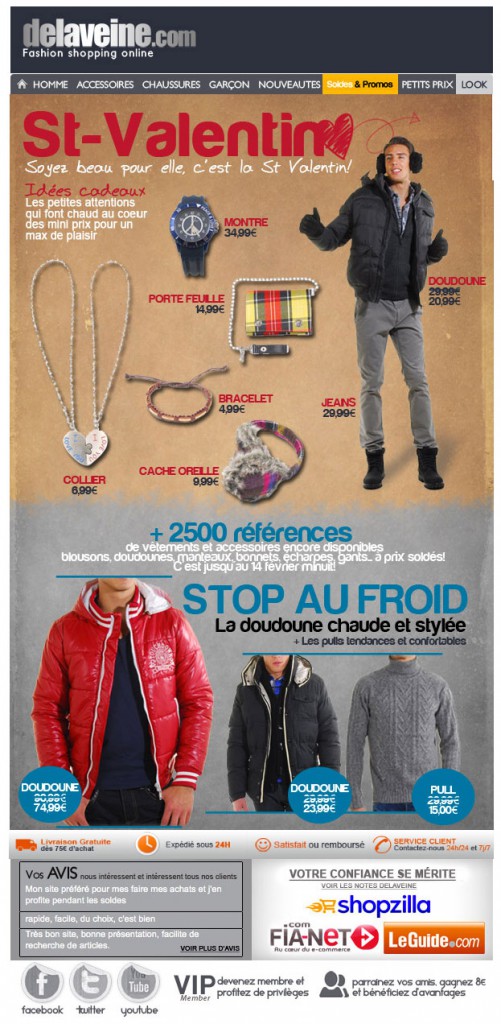 delaveine.com
Fashion shopping online
HOMME ACCESSOIRES CHAUSSURES GARÇON NOUVEAUTES Soldes & Promos PETITS PRIX LOOK
St-Valentin
Soyez beau pour elle, c'est la St Valentin!
Idées cadeaux
Les petites attentions
qui font chaud au coeur
des mini prix pour un
max de plaisir
MONTRE
34,99€
PORTE FEUILLE
14,99€
DOUDOUNE
29,99€
20,99€
BRACELET
4,99€
JEANS
29,99€
COLLIER
6,99€
CACHE OREILLE
9,99€
+ 2500 références
de vêtements et accessoires encore disponibles
blousons, doudounes, manteaux, bonnets, écharpes, gants... à prix soldés!
C'est jusqu'au 14 février minuit!
STOP AU FROID
La doudoune chaude et stylée
+ Les pulls tendances et confortables
DOUDOUNE
74,99€
DOUDOUNE
29,99€
23,99€
PULL
29,99€
15,00€
Livraison Gratuite
dès 75€ d'achat
Expédié sous 24H
Satisfait ou remboursé
SERVICE CLIENT
Contactez-nous 24h/24 et 7j/7
Vos AVIS nous intéressent et intéressent tous nos clients
Mon site préféré pour mes faire mes achats et j'en
profite pendant les soldes
rapide, facile, du choix, c'est bien
Très bon site, bonne présentation, facilite de
recherche de articles.
VOIR PLUS D'AVIS
VOTRE CONFIANCE SE MÉRITE
VOIR LES NOTES DELAVEINE
shopzilla
FIA-NET.com
Au cœur du e-commerce
LeGuide.com
facebook
twitter
You Tube
youtube
VIP
Member
devenez membre et
profitez de privilèges
parrainez vos amis, gagnez 8€
et bénéficiez d'avantages